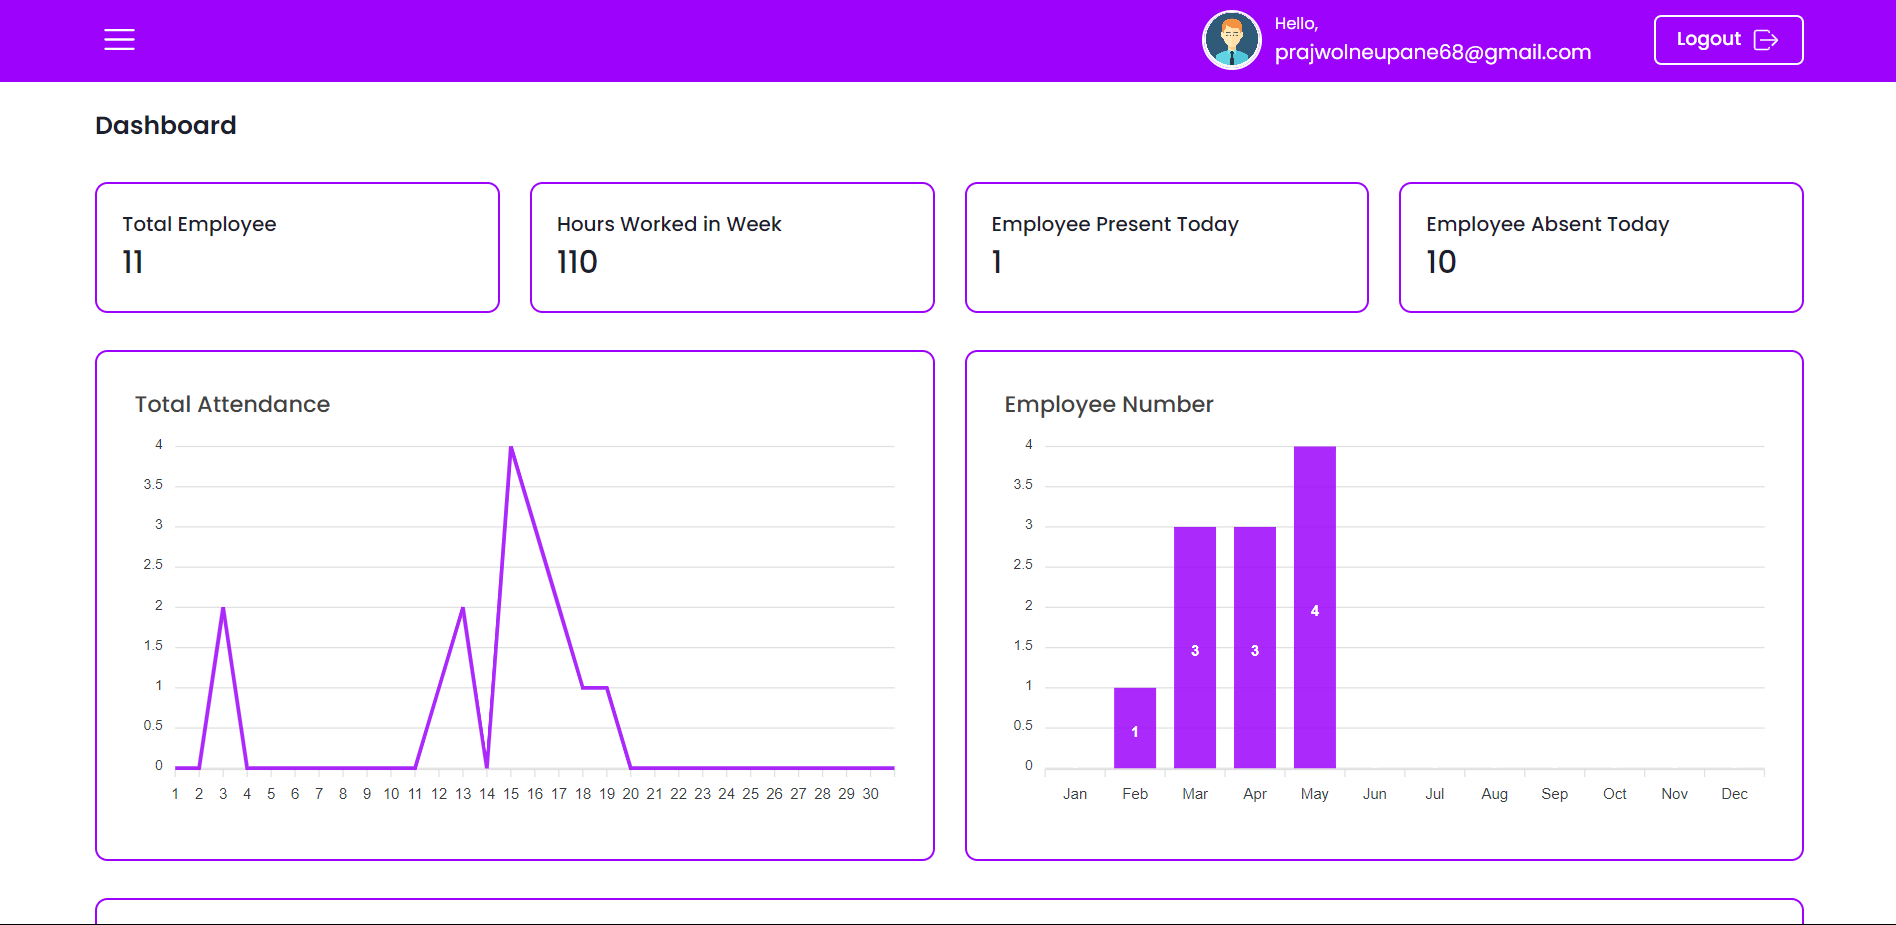 Hello,
prajwolneupane68@gmail.com
Logout
Dashboard
Total Employee
11
Hours Worked in Week
110
Employee Present Today
1
Employee Absent Today
10
Total Attendance
4
3.5
3
2.5
2
1.5
1
0.5
0
1 2 3 4 5 6 7 8 9 10 11 12 13 14 15 16 17 18 19 20 21 22 23 24 25 26 27 28 29 30
Employee Number
4
3.5
3
2.5
2
1.5
1
0.5
0
1
3
3
4
Jan Feb Mar Apr May Jun Jul Aug Sep Oct Nov Dec